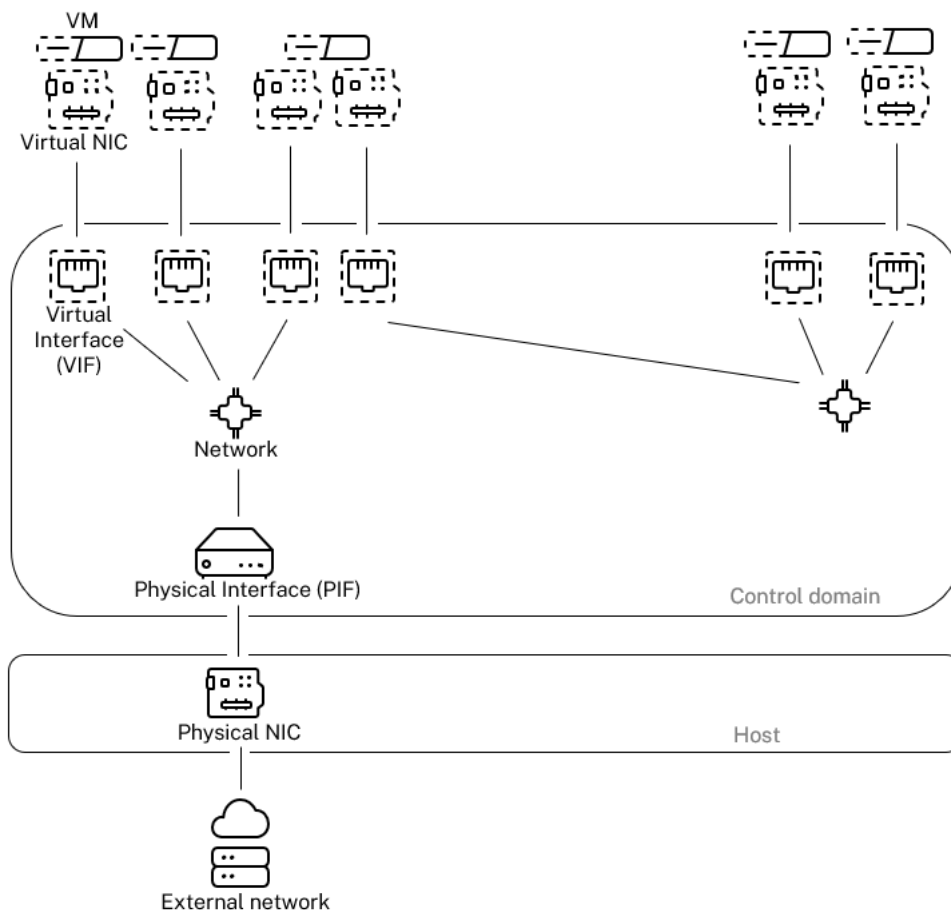 VM
Virtual NIC
Virtual
Interface
(VIF)
Network
Physical Interface (PIF)
Control domain
Physical NIC
Host
External network